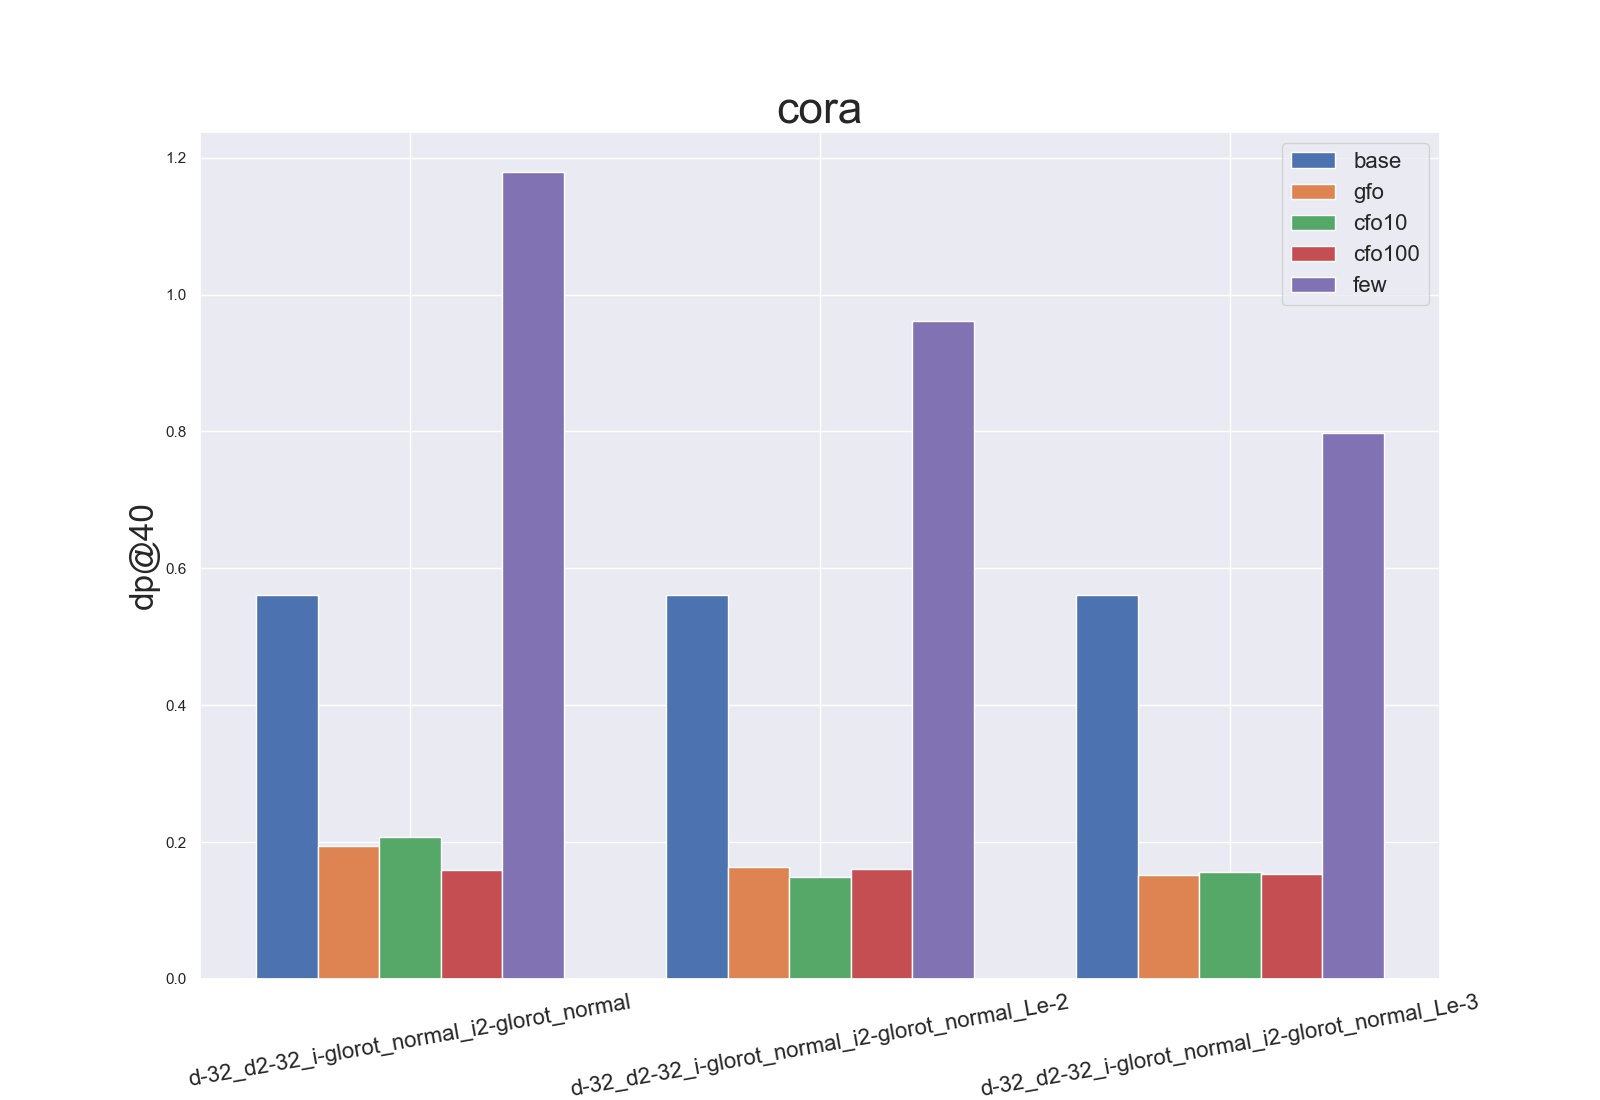 cora
dp@40
1.2
1.0
0.8
0.6
0.4
0.2
0.0
base
gfo
cfo10
cfo100
few
d-32_d2-32_i-glorot_normal_i2-glorot_normal
d-32_d2-32_i-glorot_normal_i2-glorot_normal_Le-2
d-32_d2-32_i-glorot_normal_i2-glorot_normal_Le-3